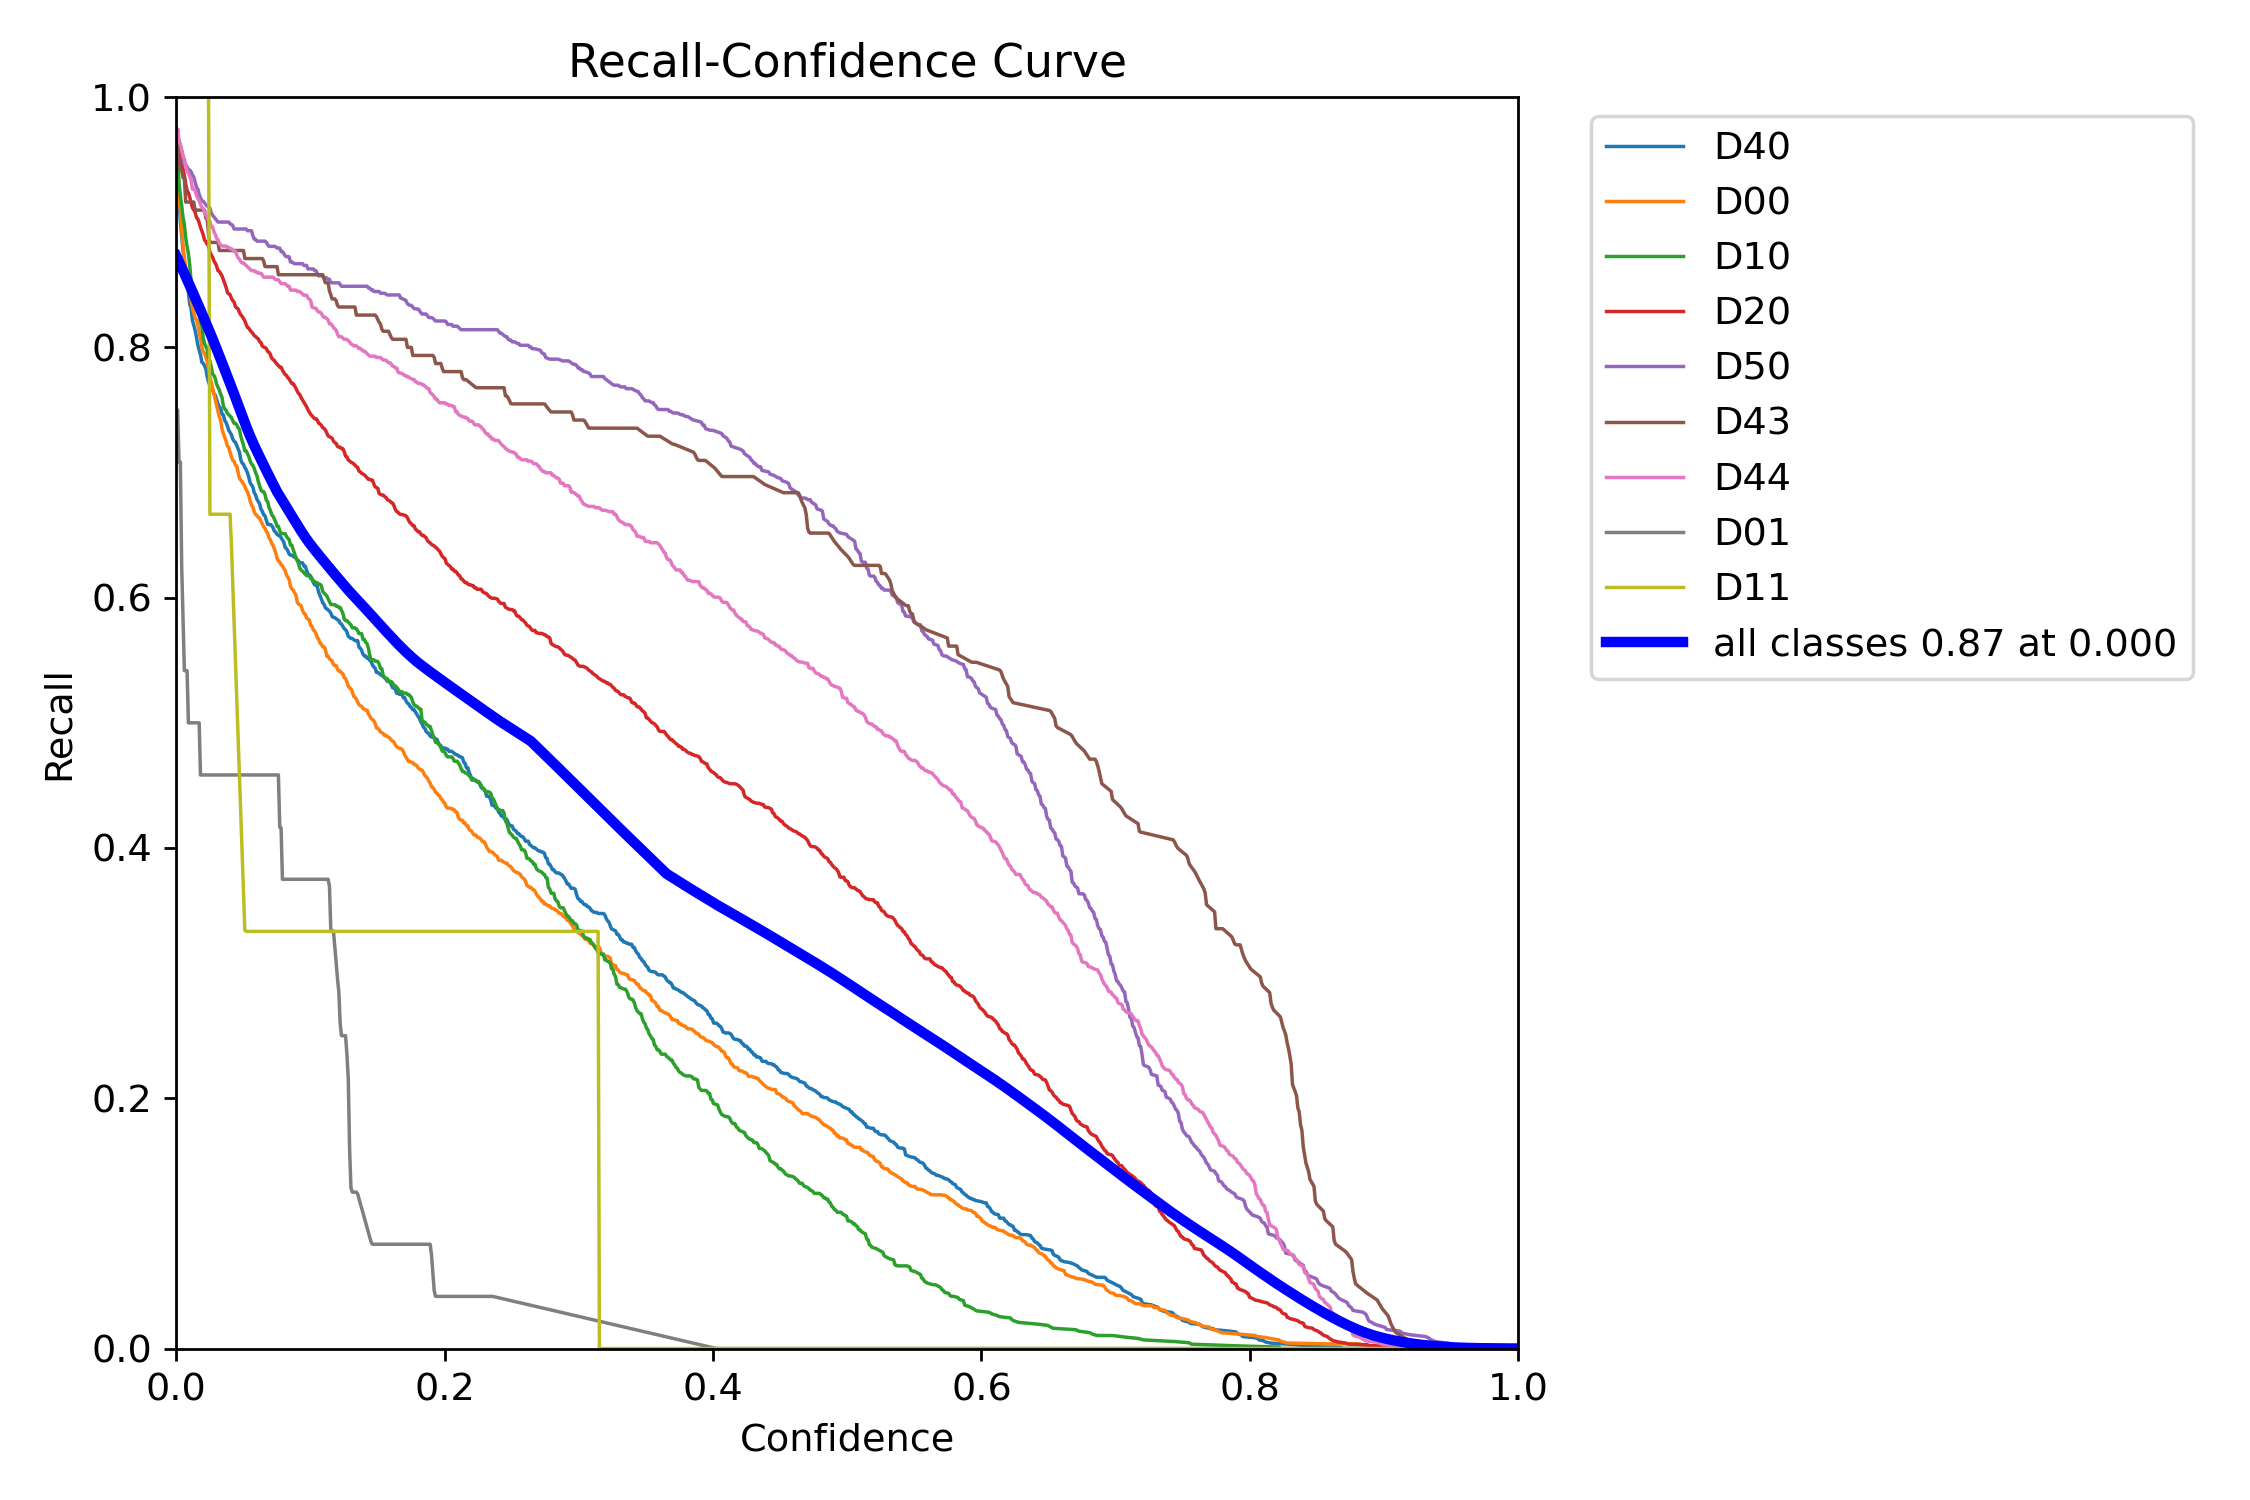 Recall-Confidence Curve
1.0
0.8
0.6
0.4
0.2
0.0
Recall
0.0 0.2 0.4 0.6 0.8 1.0
Confidence
D40
D00
D10
D20
D50
D43
D44
D01
D11
all classes 0.87 at 0.000